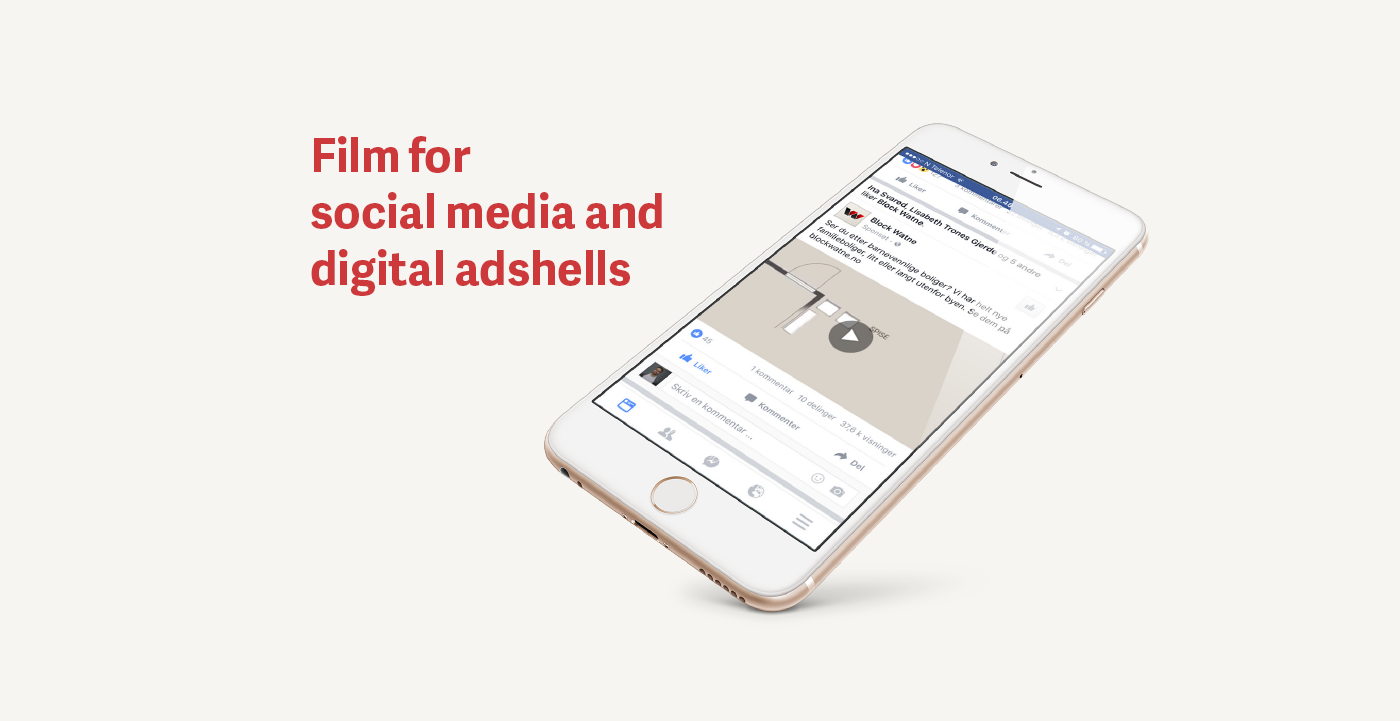 Film for
social media and
digital adshells
N Telenor
06.49
Liker
Kommenter
Del
Ina Svared, Lisabeth Trones Gjerde og 5 andre
liker Block Watne.
Block Watne
Sponset
Ser du etter barnevennlige boliger? Vi har helt nye
familieboliger, litt eller langt utenfor byen. Se dem på
blockwatne.no
SPISE
45
1 kommentar 10 delinger 37,6 k visninger
Liker
Kommenter
Del
Skriv en kommentar ...